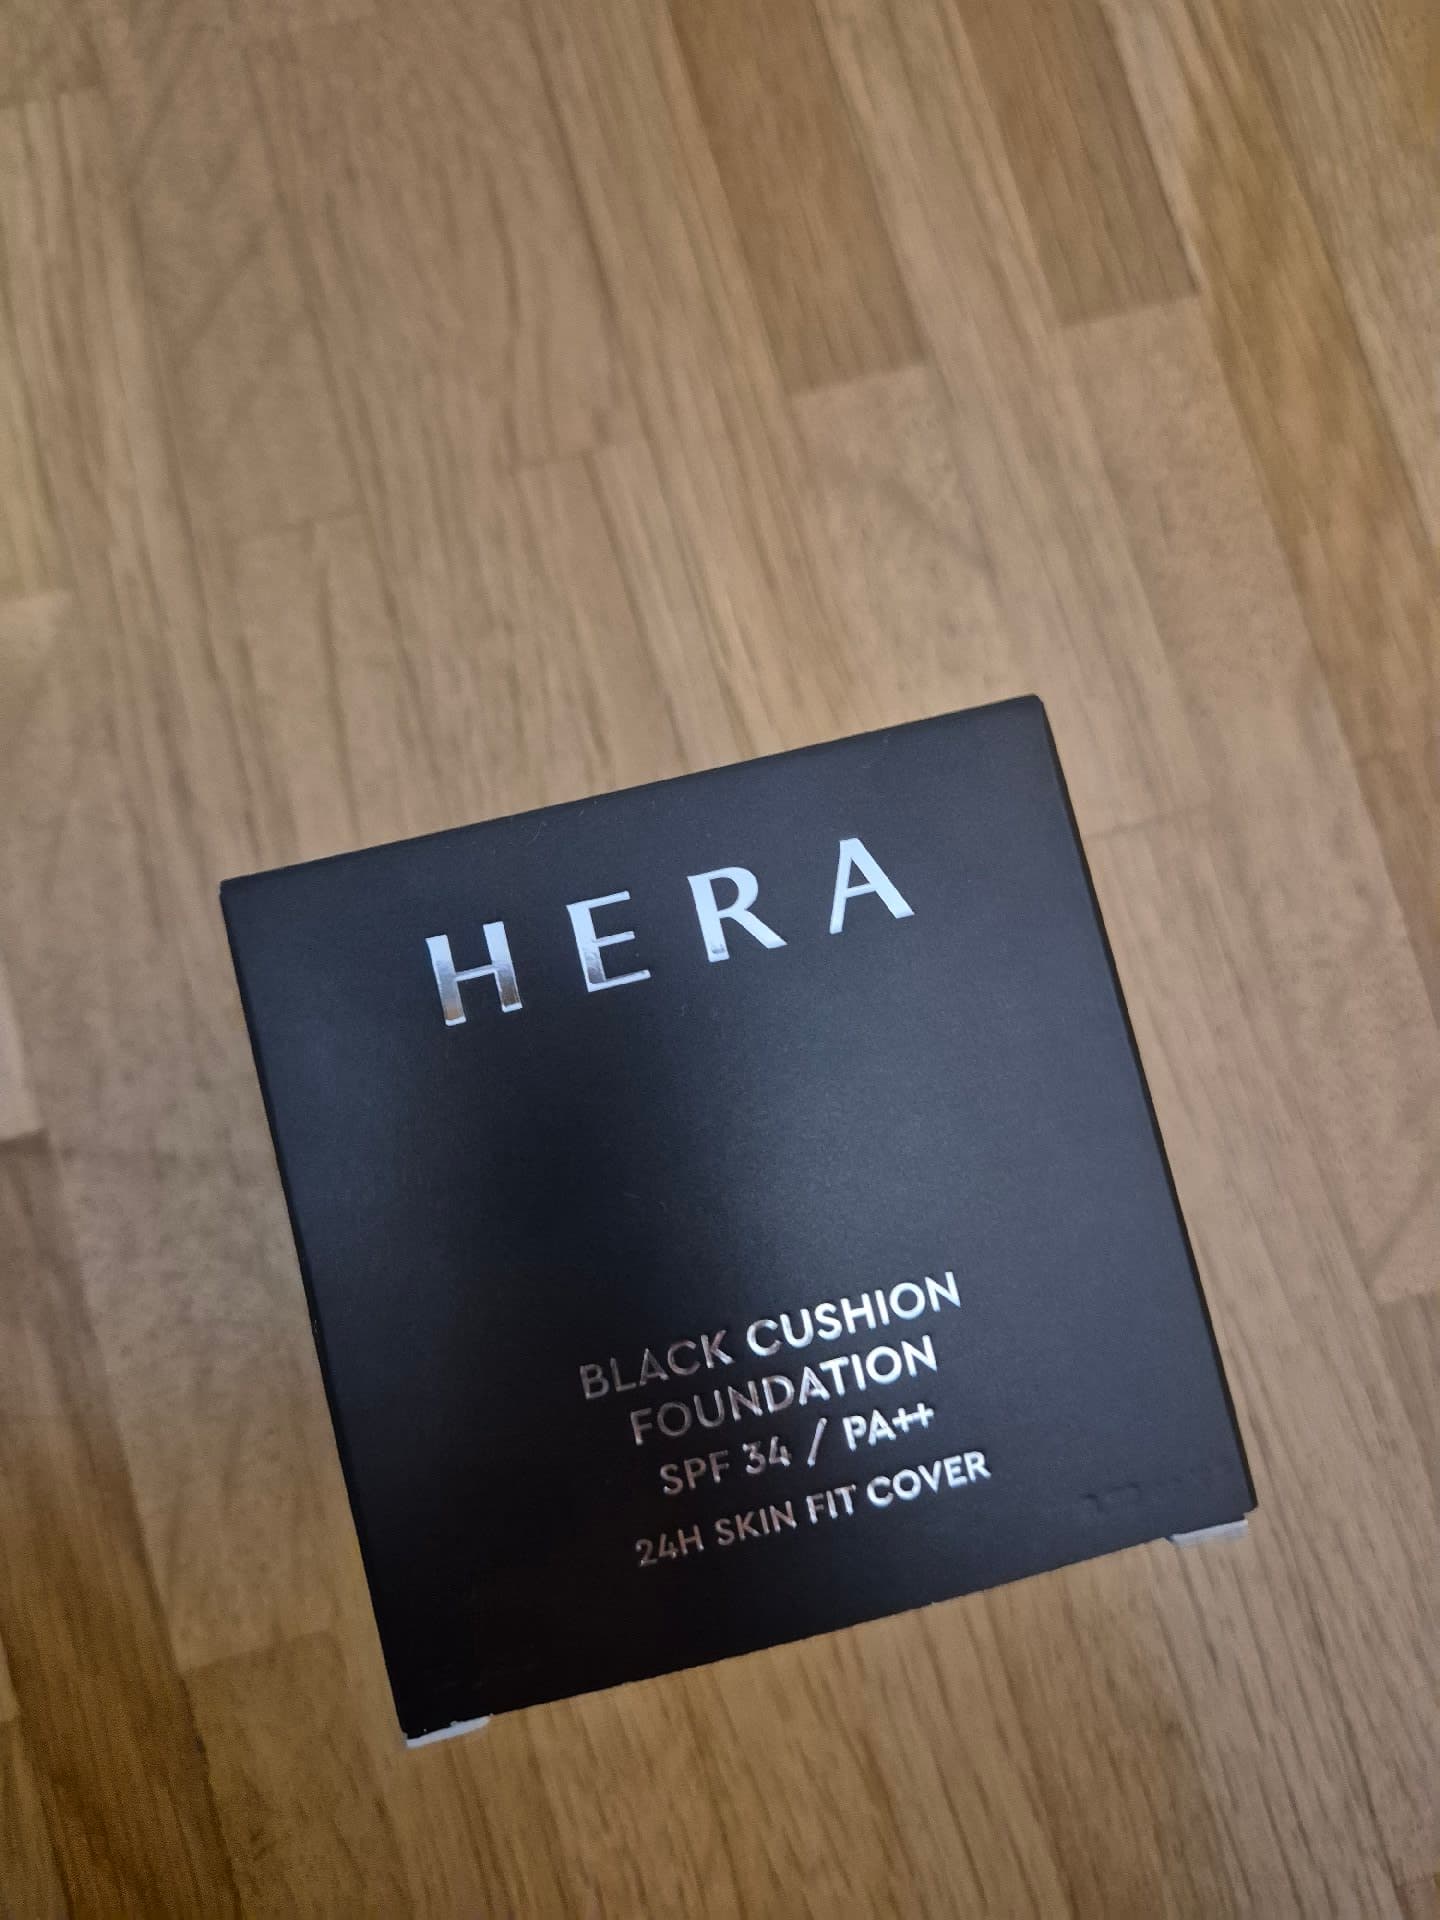 HERA
BLACK CUSHION
FOUNDATION
SPF 34 / PA++
24H SKIN FIT COVER